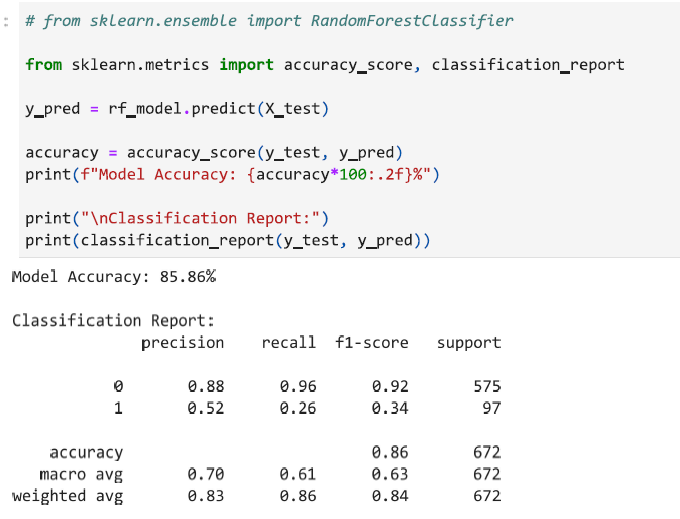 # from sklearn.ensemble import RandomForestClassifier
from sklearn.metrics import accuracy_score, classification_report
y_pred = rf_model.predict(X_test)
accuracy = accuracy_score(y_test, y_pred)
print(f"Model Accuracy: {accuracy*100:.2f}%")
print("\nClassification Report:")
print(classification_report(y_test, y_pred))
Model Accuracy: 85.86%
Classification Report:
precision recall f1-score support
0 0.88 0.96 0.92 575
1 0.52 0.26 0.34 97
accuracy 0.86 672
macro avg 0.70 0.61 0.63 672
weighted avg 0.83 0.86 0.84 672